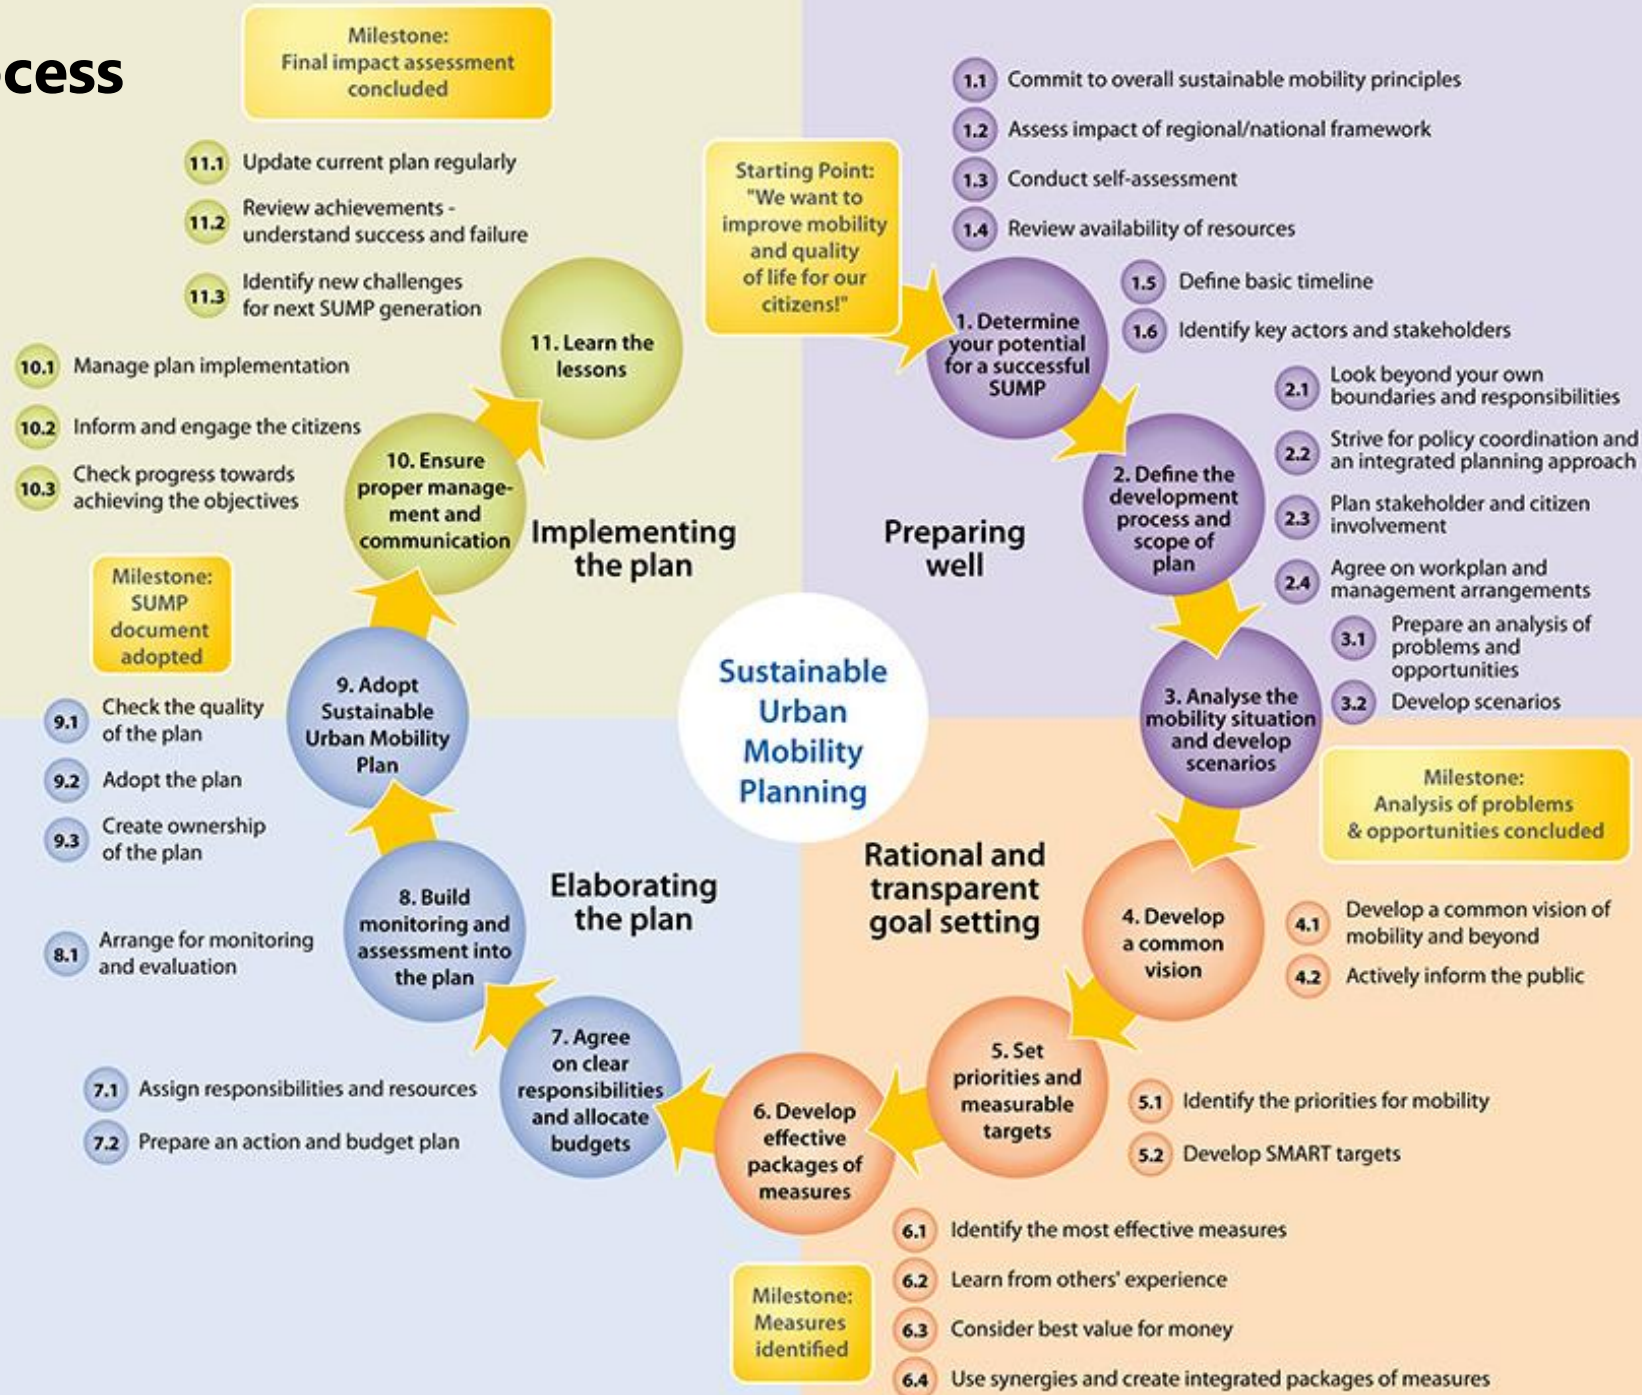 cess
Milestone:
Final impact assessment
concluded
11.1 Update current plan regularly
11.2 Review achievements -
understand success and failure
11.3 Identify new challenges
for next SUMP generation
10.1 Manage plan implementation
10.2 Inform and engage the citizens
10.3 Check progress towards
achieving the objectives
11. Learn the
lessons
10. Ensure
proper manage-
ment and
communication
Implementing
the plan
Starting Point:
"We want to
improve mobility
and quality
of life for our
citizens!"
1.1 Commit to overall sustainable mobility principles
1.2 Assess impact of regional/national framework
1.3 Conduct self-assessment
1.4 Review availability of resources
1.5 Define basic timeline
1.6 Identify key actors and stakeholders
1. Determine
your potential
for a successful
SUMP
2.1 Look beyond your own
boundaries and responsibilities
2.2 Strive for policy coordination and
an integrated planning approach
2.3 Plan stakeholder and citizen
involvement
2.4 Agree on workplan and
management arrangements
2. Define the
development
process and
scope of
plan
Preparing
well
3.1 Prepare an analysis of
problems and
opportunities
3.2 Develop scenarios
3. Analyse the
mobility situation
and develop
scenarios
Milestone:
SUMP
document
adopted
9. Adopt
Sustainable
Urban Mobility
Plan
Sustainable
Urban
Mobility
Planning
9.1 Check the quality
of the plan
9.2 Adopt the plan
9.3 Create ownership
of the plan
Milestone:
Analysis of problems
& opportunities concluded
Rational and
transparent
goal setting
4. Develop
a common
vision
4.1 Develop a common vision of
mobility and beyond
4.2 Actively inform the public
Elaborating
the plan
8. Build
monitoring and
assessment into
the plan
8.1 Arrange for monitoring
and evaluation
5. Set
priorities and
measurable
targets
5.1 Identify the priorities for mobility
5.2 Develop SMART targets
7. Agree
on clear
responsibilities
and allocate
budgets
7.1 Assign responsibilities and resources
7.2 Prepare an action and budget plan
6. Develop
effective
packages of
measures
6.1 Identify the most effective measures
6.2 Learn from others' experience
6.3 Consider best value for money
6.4 Use synergies and create integrated packages of measures
Milestone:
Measures
identified